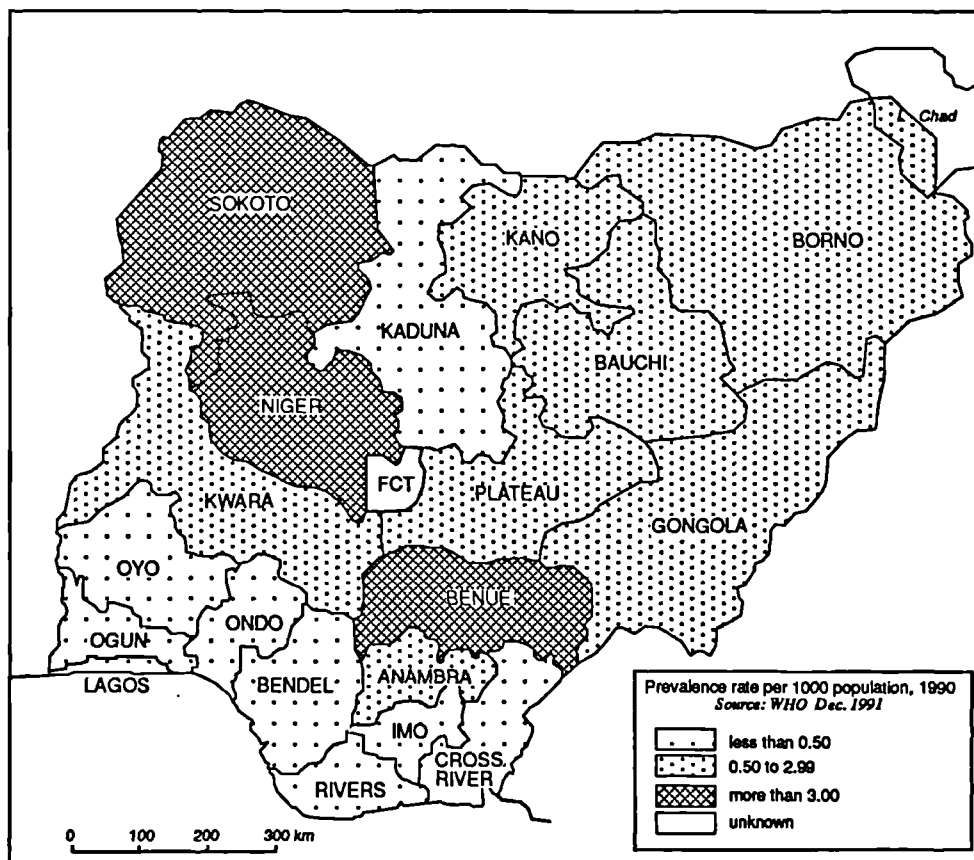 L. Chad
SOKOTO
KANO
BORNO
KADUNA
BAUCHI
NIGER
FCT
PLATEAU
KWARA
GONGOLA
OYO
BENUE
ONDO
OGUN
ANAMBRA
LAGOS
BENDEL
IMO
CROSS
RIVER
RIVERS
Prevalence rate per 1000 population, 1990
Source: WHO Dec. 1991
less than 0.50
0.50 to 2.99
more than 3.00
unknown
0 100 200 300 km